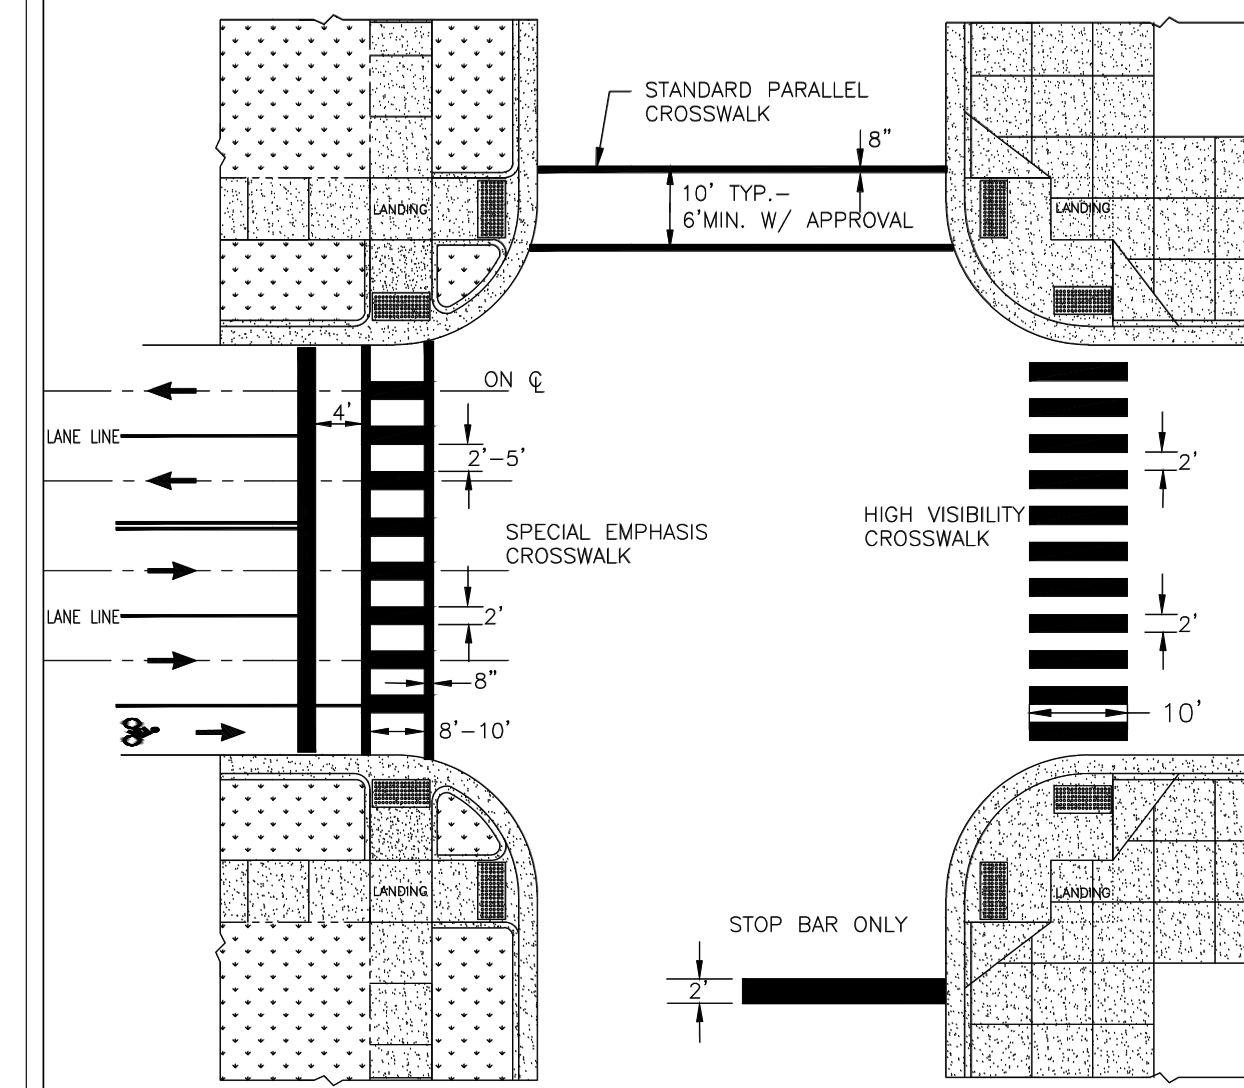 STANDARD PARALLEL
CROSSWALK
8"
10' TYP.-
6'MIN. W/ APPROVAL
LANDING
LANDING
ON ℄
4'
LANE LINE
2'-5'
2'
HIGH VISIBILITY
CROSSWALK
SPECIAL EMPHASIS
CROSSWALK
LANE LINE
2'
2'
8"
8'-10'
10'
LANDING
LANDING
STOP BAR ONLY
2'